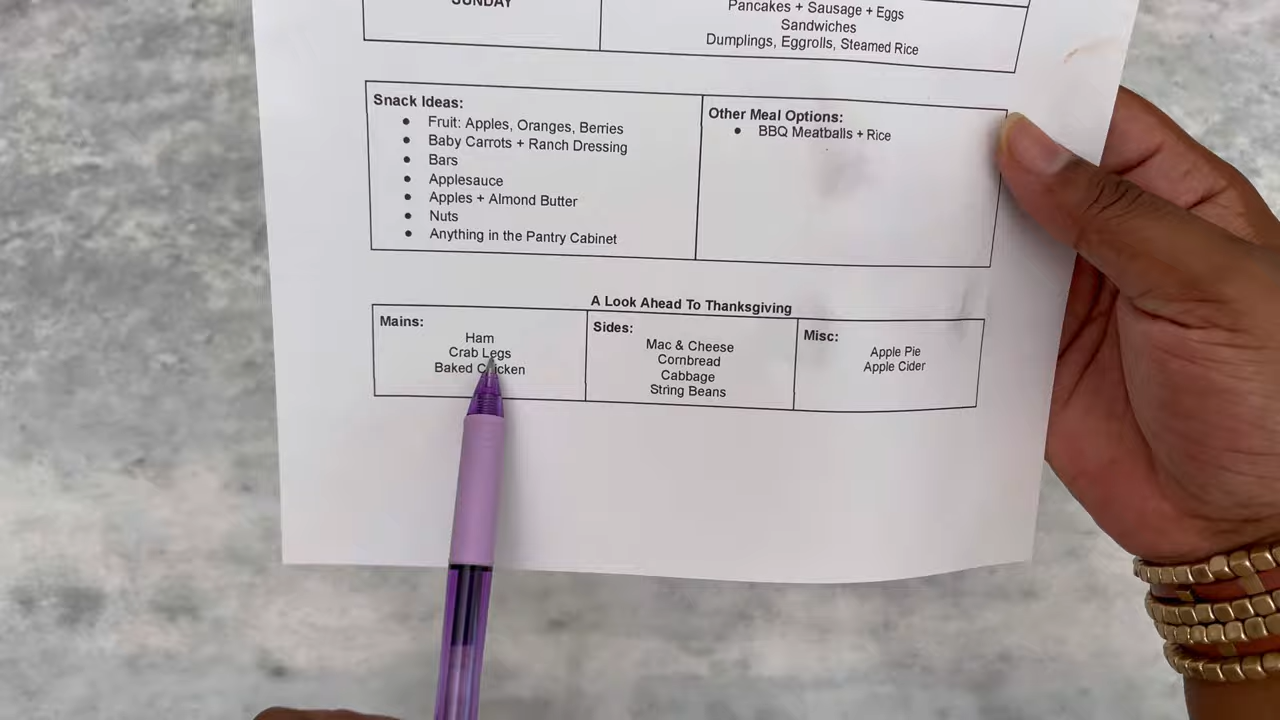 SUNDAY
Pancakes + Sausage + Eggs
Sandwiches
Dumplings, Eggrolls, Steamed Rice
Snack Ideas:
● Fruit: Apples, Oranges, Berries
● Baby Carrots + Ranch Dressing
● Bars
● Applesauce
● Apples + Almond Butter
● Nuts
● Anything in the Pantry Cabinet
Other Meal Options:
● BBQ Meatballs + Rice
A Look Ahead To Thanksgiving
Mains:
Ham
Crab Legs
Baked Chicken
Sides:
Mac & Cheese
Cornbread
Cabbage
String Beans
Misc:
Apple Pie
Apple Cider